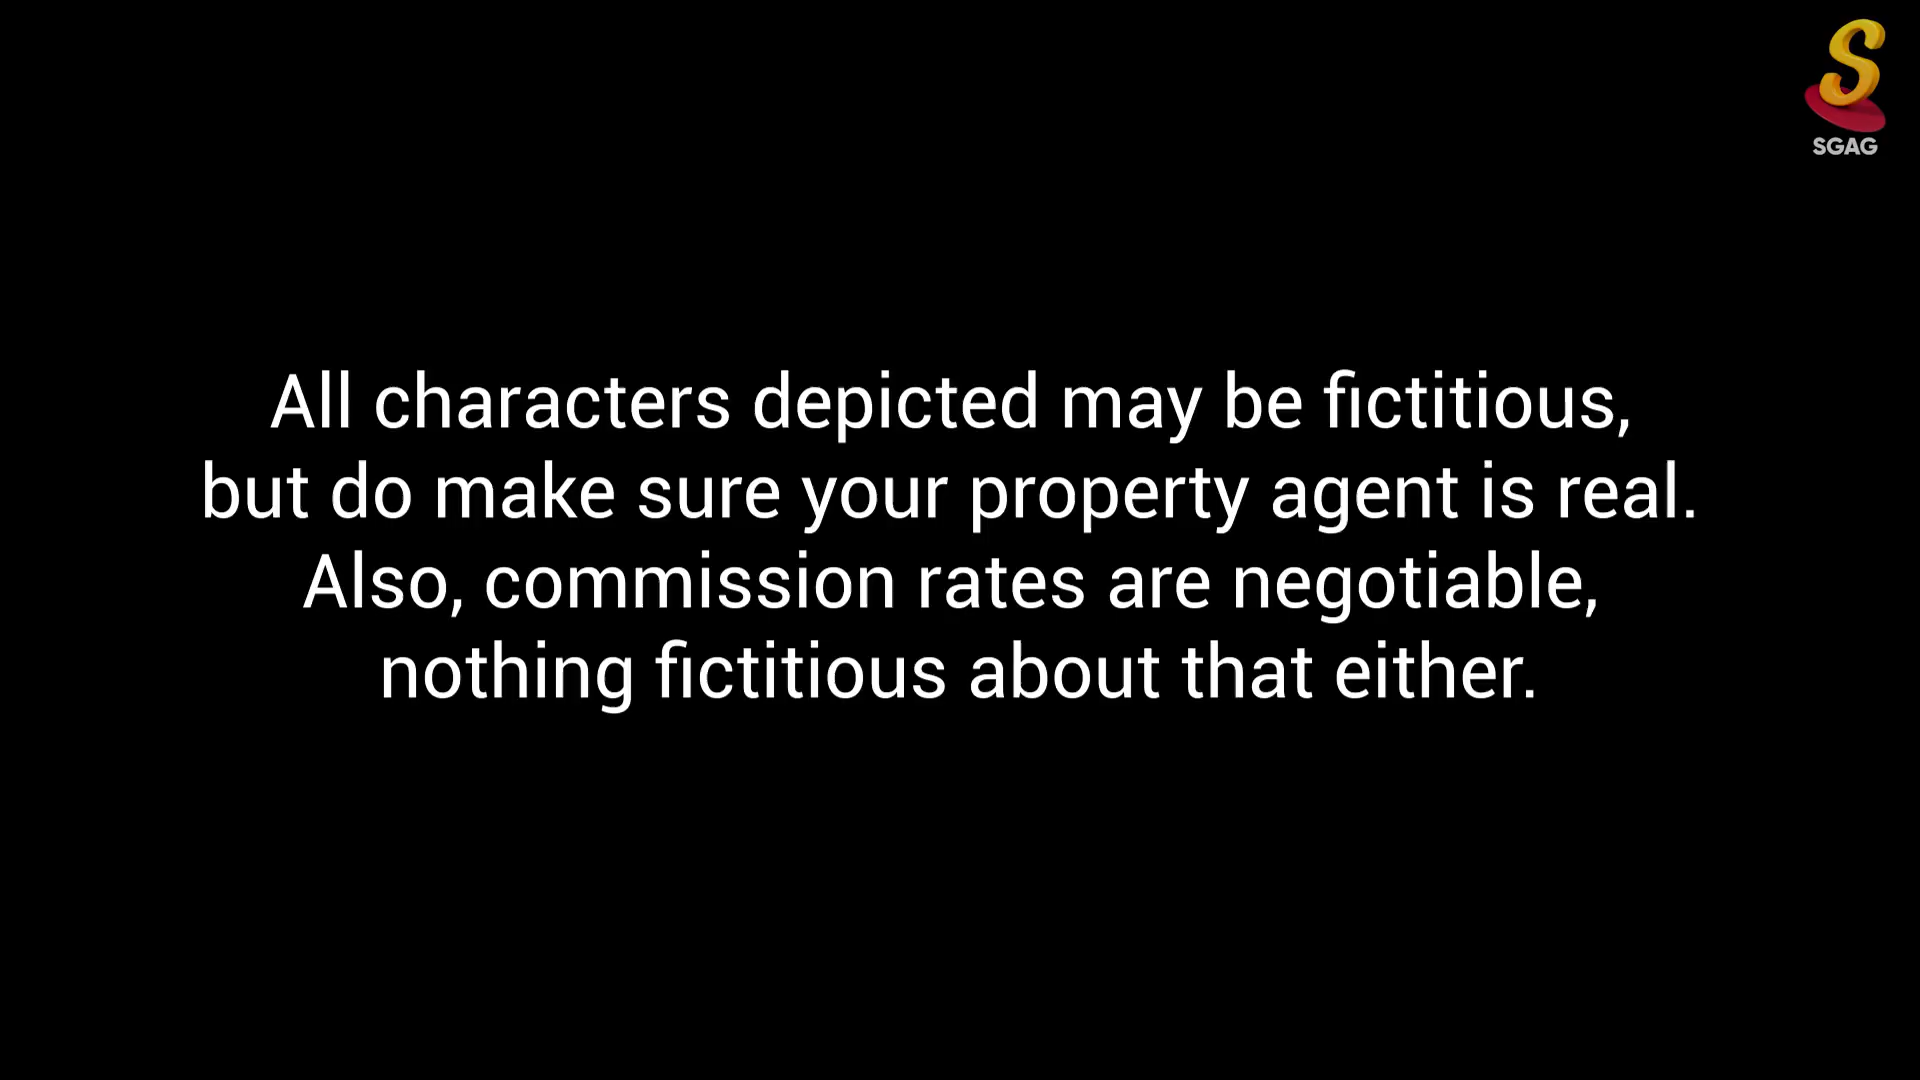 S
SGAG
All characters depicted may be fictitious,
but do make sure your property agent is real.
Also, commission rates are negotiable,
nothing fictitious about that either.